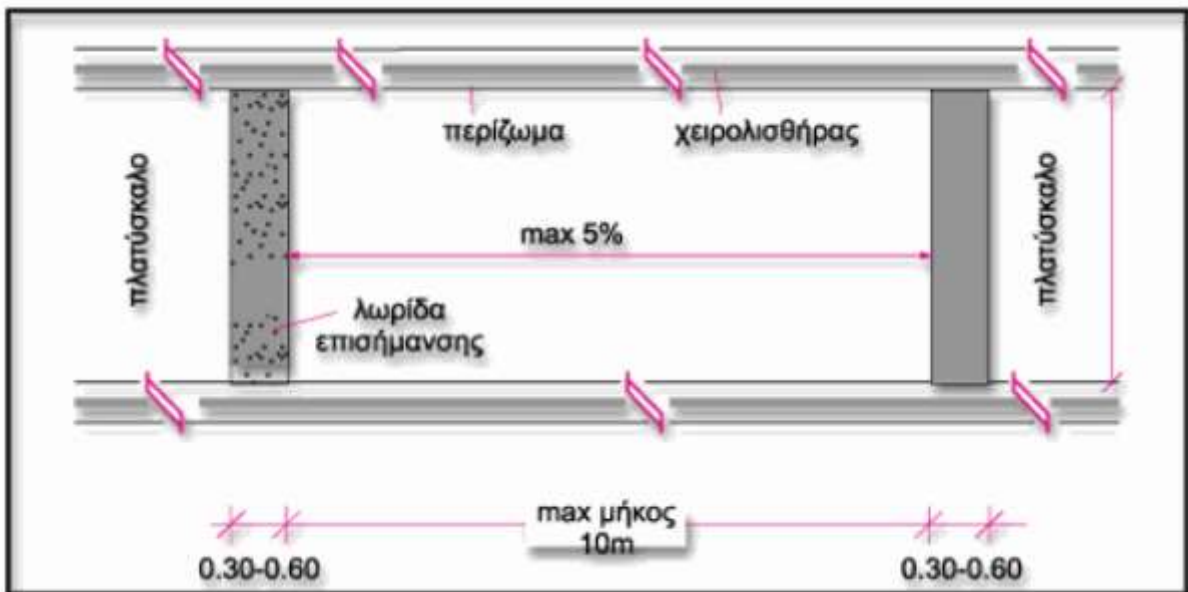 περίζωμα
χειρολισθήρας
πλατύσκαλο
πλατύσκαλο
max 5%
λωρίδα
επισήμανσης
max μήκος
10m
0.30-0.60
0.30-0.60